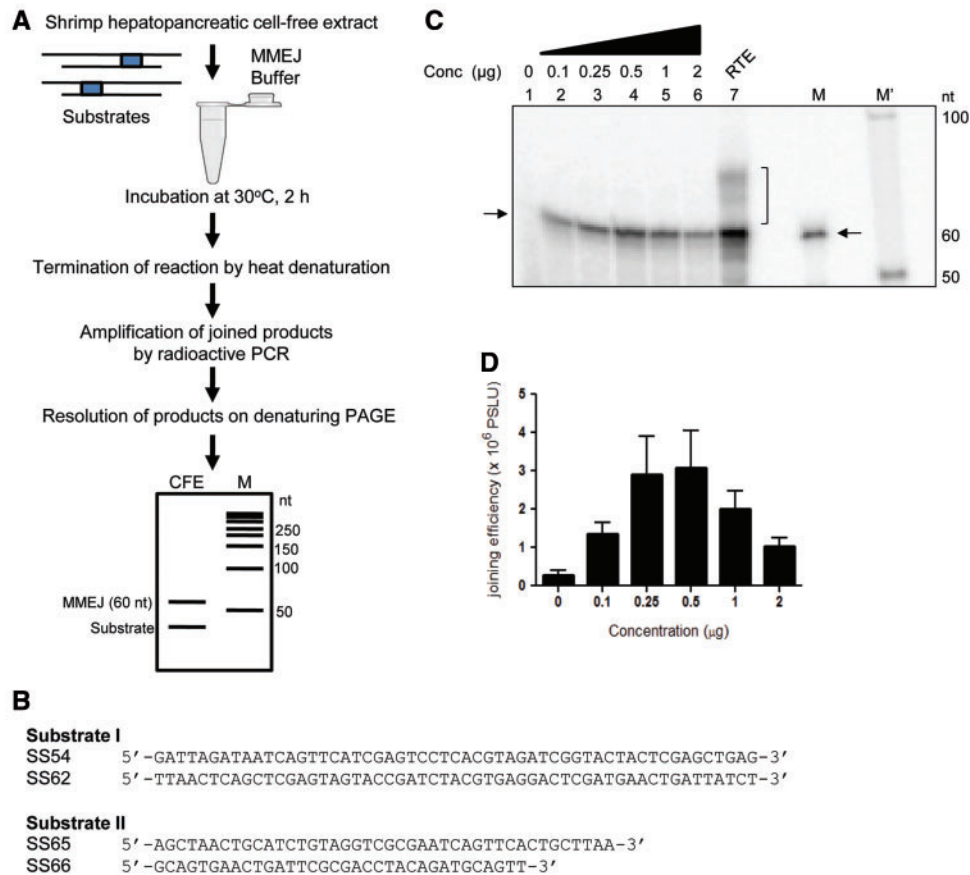 A
Shrimp hepatopancreatic cell-free extract
MMEJ
Buffer
Substrates
Incubation at 30°C, 2 h
Termination of reaction by heat denaturation
Amplification of joined products
by radioactive PCR
Resolution of products on denaturing PAGE
CFE M nt
250
150
100
MMEJ (60 nt)
50
Substrate
B
Substrate I
SS54 5′-GATTAGATAATCAGTTCATCGAGTCCTCACGTAGATCGGTACTACTCGAGCTGAG-3′
SS62 5′-TTAACTCAGCTCGAGTAGTACCGATCTACGTGAGGACTCGATGAACTGATTATCT-3′
Substrate II
SS65 5′-AGCTAACTGCATCTGTAGGTCGCGAATCAGTTCACTGCTTAA-3′
SS66 5′-GCAGTGAACTGATTCGCGACCTACAGATGCAGTT-3′
C
Conc (μg) 0 0.1 0.25 0.5 1 2 RTE
1 2 3 4 5 6 7 M M' nt
100
60
50
D
joining efficiency (x 10⁶ PSLU)
5
4
3
2
1
0
0 0.1 0.25 0.5 1 2
Concentration (μg)